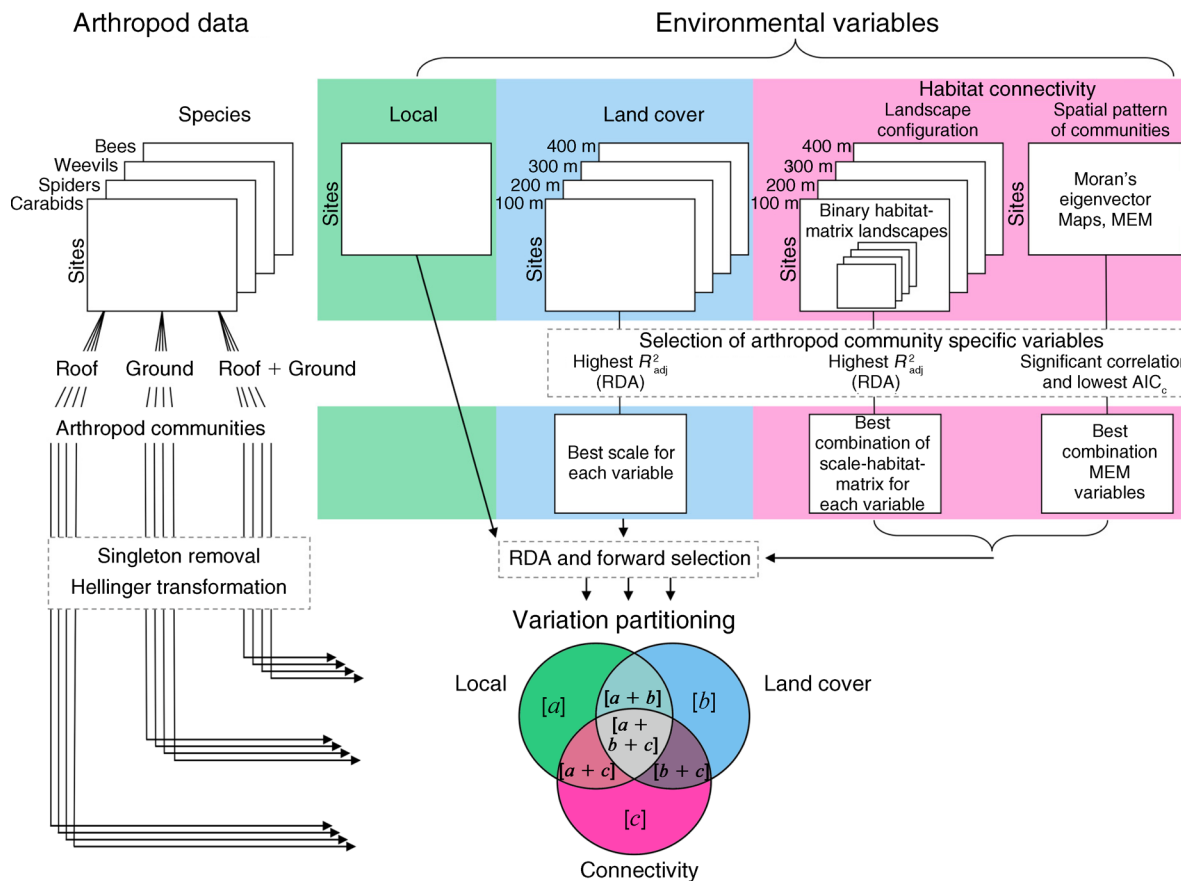 Arthropod data
Environmental variables
Species
Bees
Weevils
Spiders
Carabids
Sites
Local
Sites
Land cover
400 m
300 m
200 m
100 m
Sites
Habitat connectivity
Landscape
configuration
400 m
300 m
200 m
100 m
Sites
Binary habitat-
matrix landscapes
Spatial pattern
of communities
Sites
Moran's
eigenvector
Maps, MEM
Selection of arthropod community specific variables
Highest R²adj
(RDA)
Highest R²adj
(RDA)
Significant correlation
and lowest AICc
Roof
Ground
Roof + Ground
Arthropod communities
Best scale for
each variable
Best
combination of
scale-habitat-
matrix for
each variable
Best
combination
MEM
variables
Singleton removal
Hellinger transformation
RDA and forward selection
Variation partitioning
Local
Land cover
[a]
[a + b]
[b]
[a +
b + c]
[a + c]
[b + c]
[c]
Connectivity